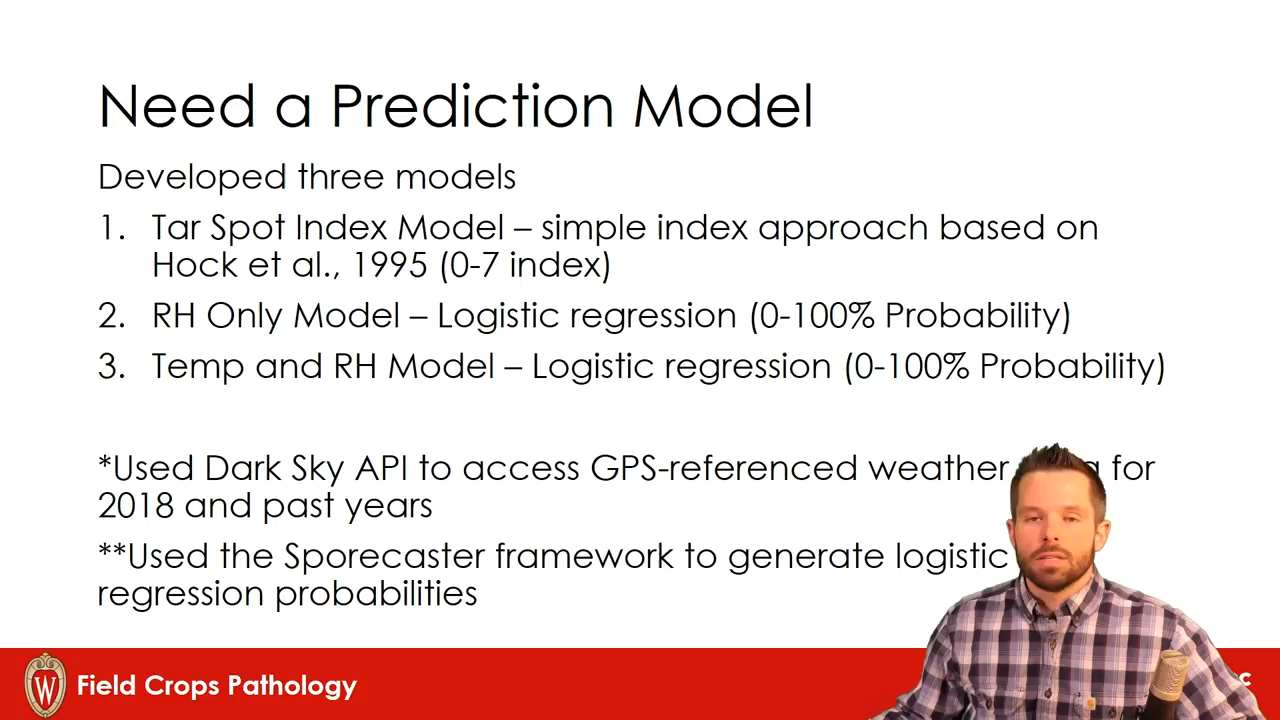 Need a Prediction Model
Developed three models
1. Tar Spot Index Model – simple index approach based on
Hock et al., 1995 (0-7 index)
2. RH Only Model – Logistic regression (0-100% Probability)
3. Temp and RH Model – Logistic regression (0-100% Probability)
*Used Dark Sky API to access GPS-referenced weather for
2018 and past years
**Used the Sporecaster framework to generate logistic
regression probabilities
W
Field Crops Pathology